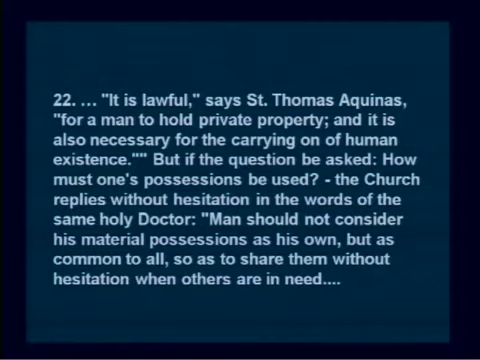 22. ... "It is lawful," says St. Thomas Aquinas,
"for a man to hold private property; and it is
also necessary for the carrying on of human
existence."" But if the question be asked: How
must one's possessions be used? - the Church
replies without hesitation in the words of the
same holy Doctor: "Man should not consider
his material possessions as his own, but as
common to all, so as to share them without
hesitation when others are in need....